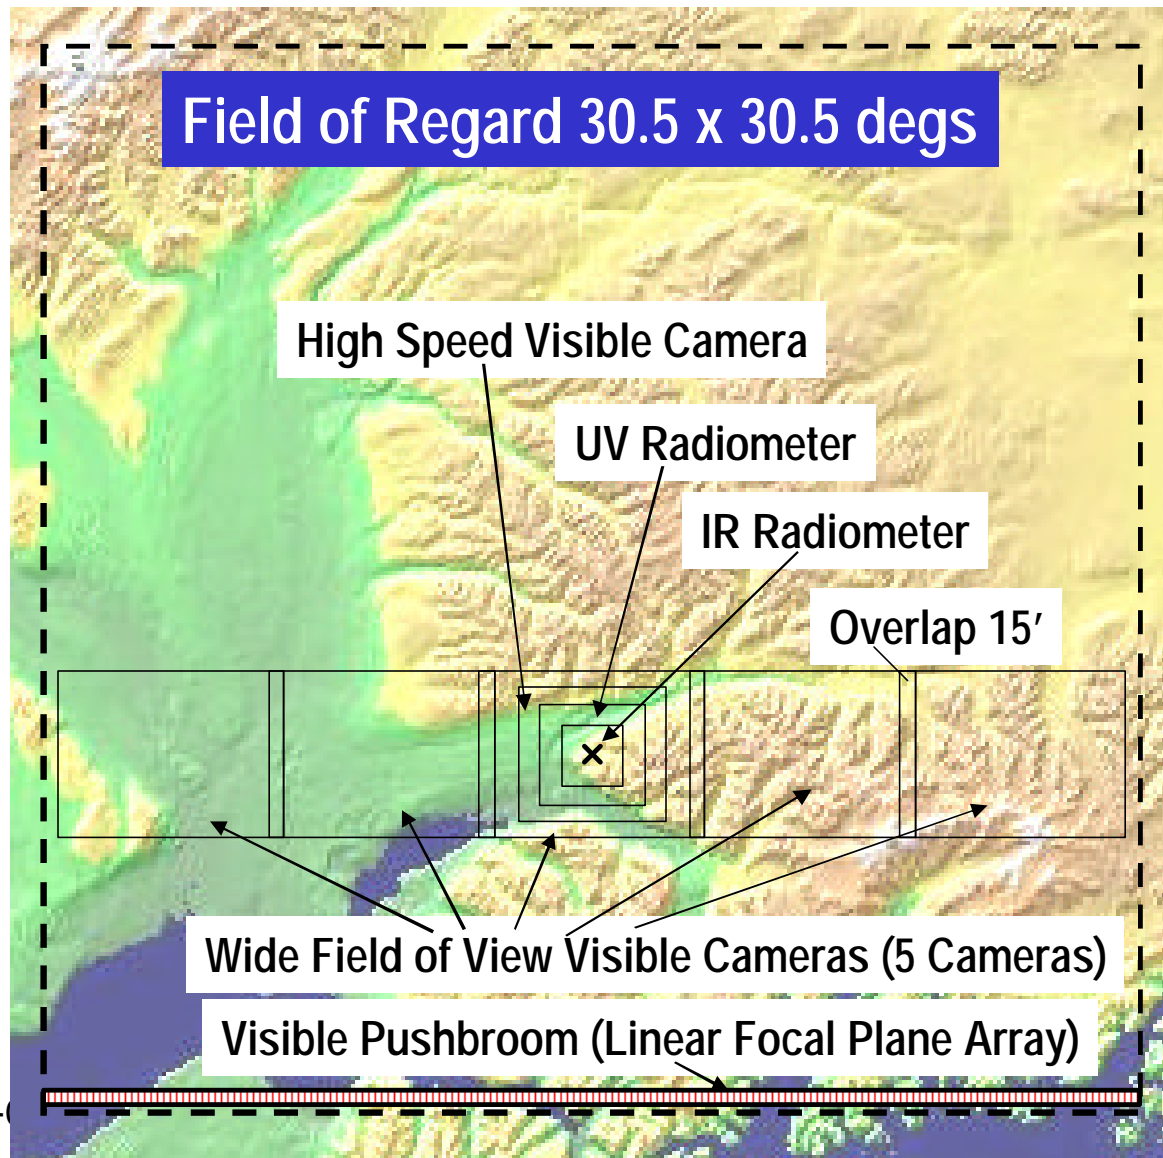 Field of Regard 30.5 x 30.5 degs
High Speed Visible Camera
UV Radiometer
IR Radiometer
Overlap 15′
Wide Field of View Visible Cameras (5 Cameras)
Visible Pushbroom (Linear Focal Plane Array)